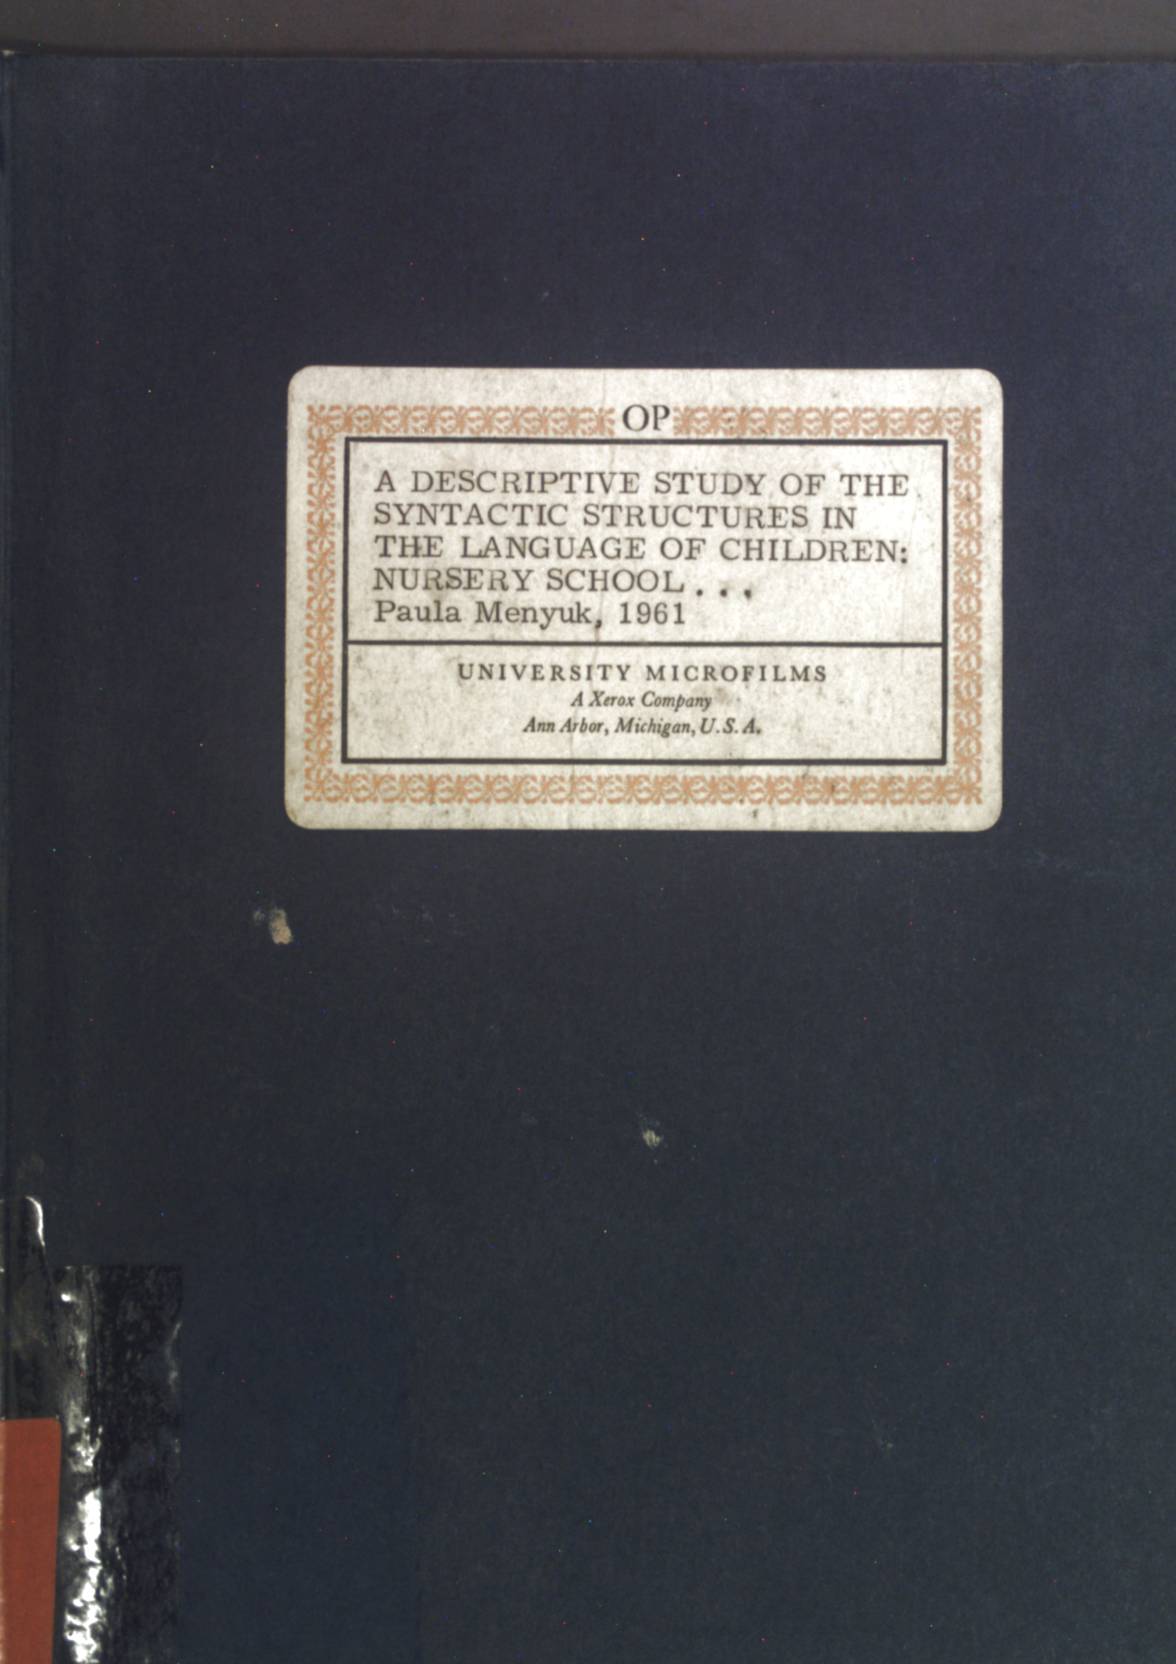 OP
A DESCRIPTIVE STUDY OF THE
SYNTACTIC STRUCTURES IN
THE LANGUAGE OF CHILDREN:
NURSERY SCHOOL . . .
Paula Menyuk, 1961
UNIVERSITY MICROFILMS
A Xerox Company
Ann Arbor, Michigan, U.S.A.